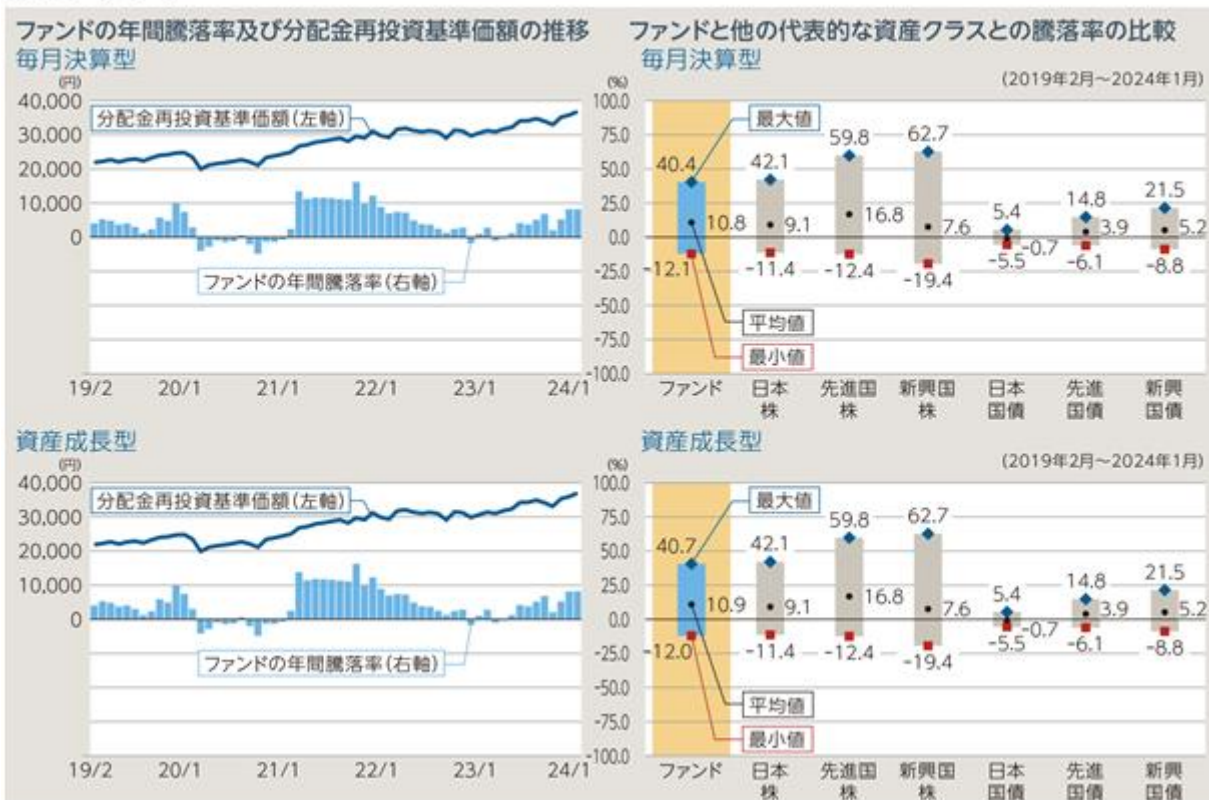 ファンドの年間騰落率及び分配金再投資基準価額の推移
毎月決算型
(円)
40,000
30,000
20,000
10,000
0
分配金再投資基準価額(左軸)
ファンドの年間騰落率(右軸)
(%)
100.0
75.0
50.0
25.0
0.0
-25.0
-50.0
-75.0
-100.0
19/2 20/1 21/1 22/1 23/1 24/1
ファンドと他の代表的な資産クラスとの騰落率の比較
毎月決算型
(2019年2月~2024年1月)
最大値
40.4 42.1 59.8 62.7 5.4 14.8 21.5
10.8 9.1 16.8 7.6 -0.7 3.9 5.2
-12.1 -11.4 -12.4 -19.4 -5.5 -6.1 -8.8
平均値
最小値
ファンド 日本 先進国 新興国 日本 先進 新興
株 株 株 国債 国債 国債
資産成長型
(円)
40,000
30,000
20,000
10,000
0
分配金再投資基準価額(左軸)
ファンドの年間騰落率(右軸)
(%)
100.0
75.0
50.0
25.0
0.0
-25.0
-50.0
-75.0
-100.0
19/2 20/1 21/1 22/1 23/1 24/1
資産成長型
(2019年2月~2024年1月)
最大値
40.7 42.1 59.8 62.7 5.4 14.8 21.5
10.9 9.1 16.8 7.6 -0.7 3.9 5.2
-12.0 -11.4 -12.4 -19.4 -5.5 -6.1 -8.8
平均値
最小値
ファンド 日本 先進国 新興国 日本 先進 新興
株 株 株 国債 国債 国債